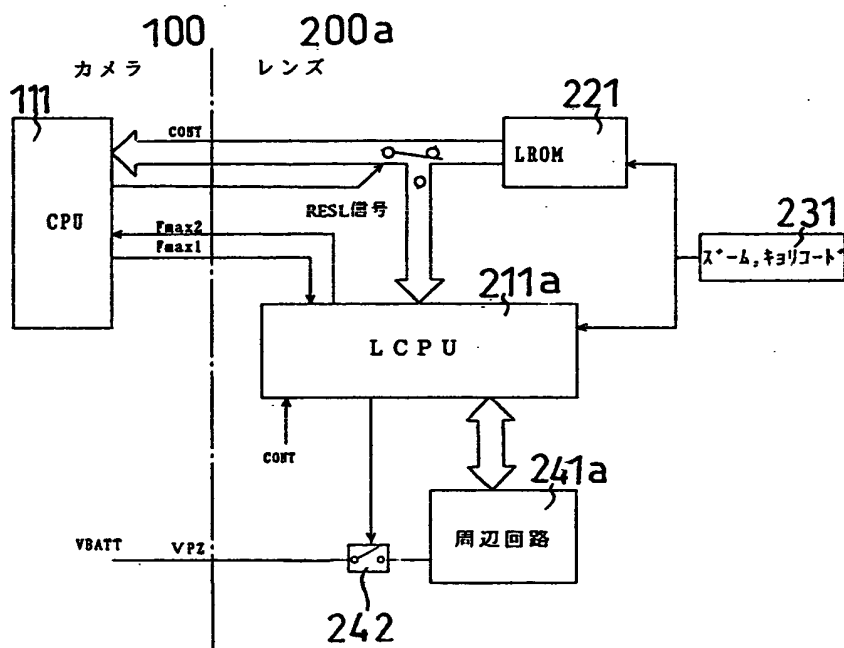 100 200a
カメラ レンズ
111
221
CONT
LROM
CPU
RESL信号
Fmax2
Fmax1
231
ズーム,キョリコード
211a
LCPU
CONT
241a
周辺回路
VBATT VPZ
242